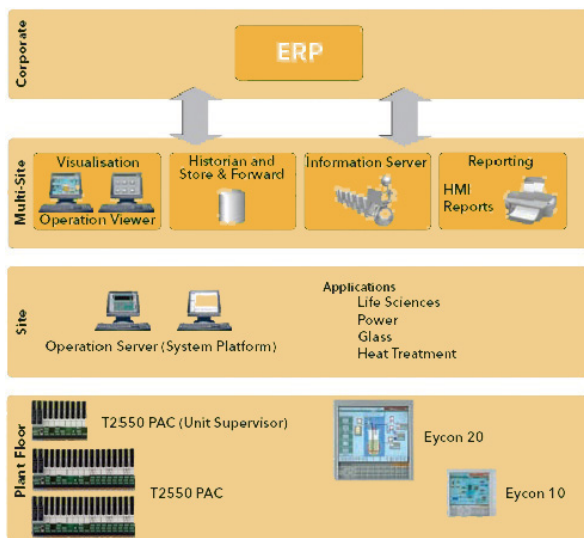 Corporate
ERP
Multi-Site
Visualisation
Operation Viewer
Historian and
Store & Forward
Information Server
Reporting
HMI
Reports
Site
Operation Server (System Platform)
Applications
Life Sciences
Power
Glass
Heat Treatment
Plant Floor
T2550 PAC (Unit Supervisor)
T2550 PAC
Eycon 20
Eycon 10